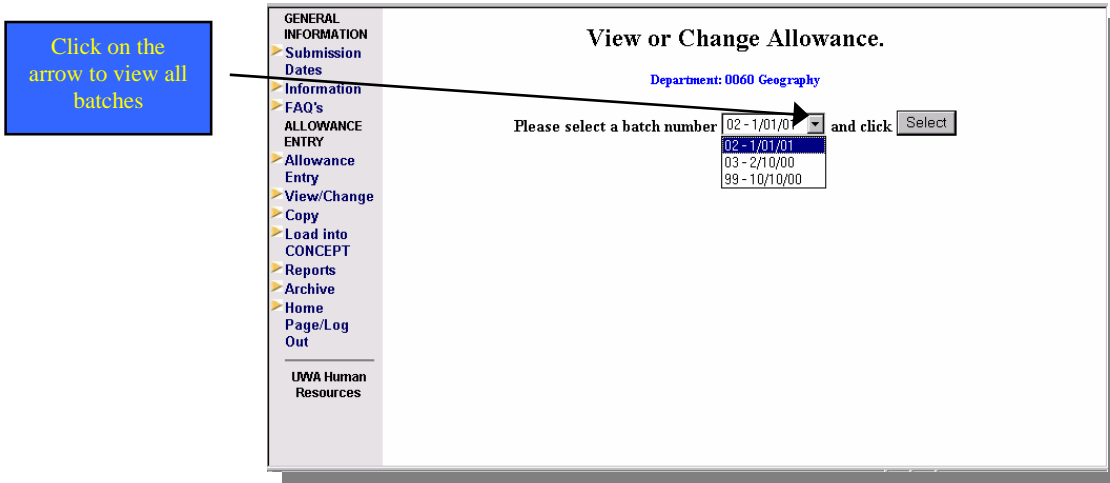 Click on the
arrow to view all
batches
GENERAL
INFORMATION
Submission
Dates
Information
FAQ's
ALLOWANCE
ENTRY
Allowance
Entry
View/Change
Copy
Load into
CONCEPT
Reports
Archive
Home
Page/Log
Out
UWA Human
Resources
View or Change Allowance.
Department: 0060 Geography
Please select a batch number 02 - 1/01/01 and click Select
02 - 1/01/01
03 - 2/10/00
99 - 10/10/00